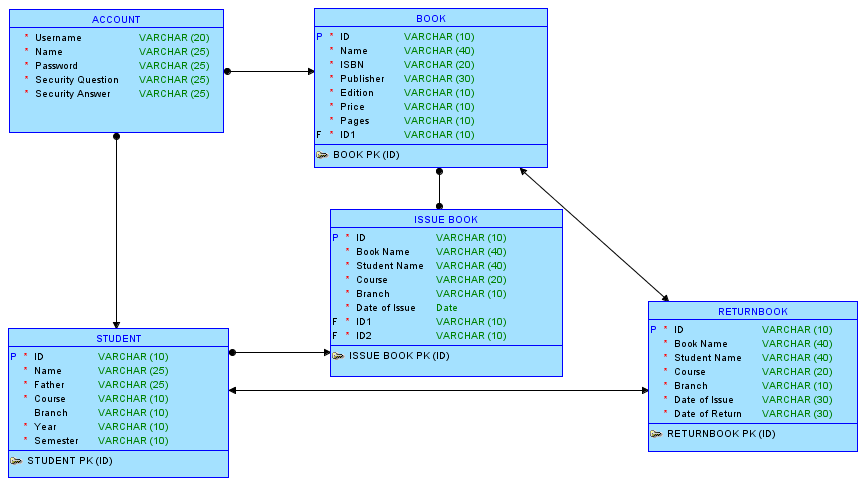 ACCOUNT
* Username VARCHAR (20)
* Name VARCHAR (25)
* Password VARCHAR (25)
* Security Question VARCHAR (25)
* Security Answer VARCHAR (25)
BOOK
P * ID VARCHAR (10)
* Name VARCHAR (40)
* ISBN VARCHAR (20)
* Publisher VARCHAR (30)
* Edition VARCHAR (10)
* Price VARCHAR (10)
* Pages VARCHAR (10)
F * ID1 VARCHAR (10)
BOOK PK (ID)
ISSUE BOOK
P * ID VARCHAR (10)
* Book Name VARCHAR (40)
* Student Name VARCHAR (40)
* Course VARCHAR (20)
* Branch VARCHAR (10)
* Date of Issue Date
F * ID1 VARCHAR (10)
F * ID2 VARCHAR (10)
ISSUE BOOK PK (ID)
STUDENT
P * ID VARCHAR (10)
* Name VARCHAR (25)
* Father VARCHAR (25)
* Course VARCHAR (10)
Branch VARCHAR (10)
* Year VARCHAR (10)
* Semester VARCHAR (10)
STUDENT PK (ID)
RETURNBOOK
P * ID VARCHAR (10)
* Book Name VARCHAR (40)
* Student Name VARCHAR (40)
* Course VARCHAR (20)
* Branch VARCHAR (10)
* Date of Issue VARCHAR (30)
* Date of Return VARCHAR (30)
RETURNBOOK PK (ID)